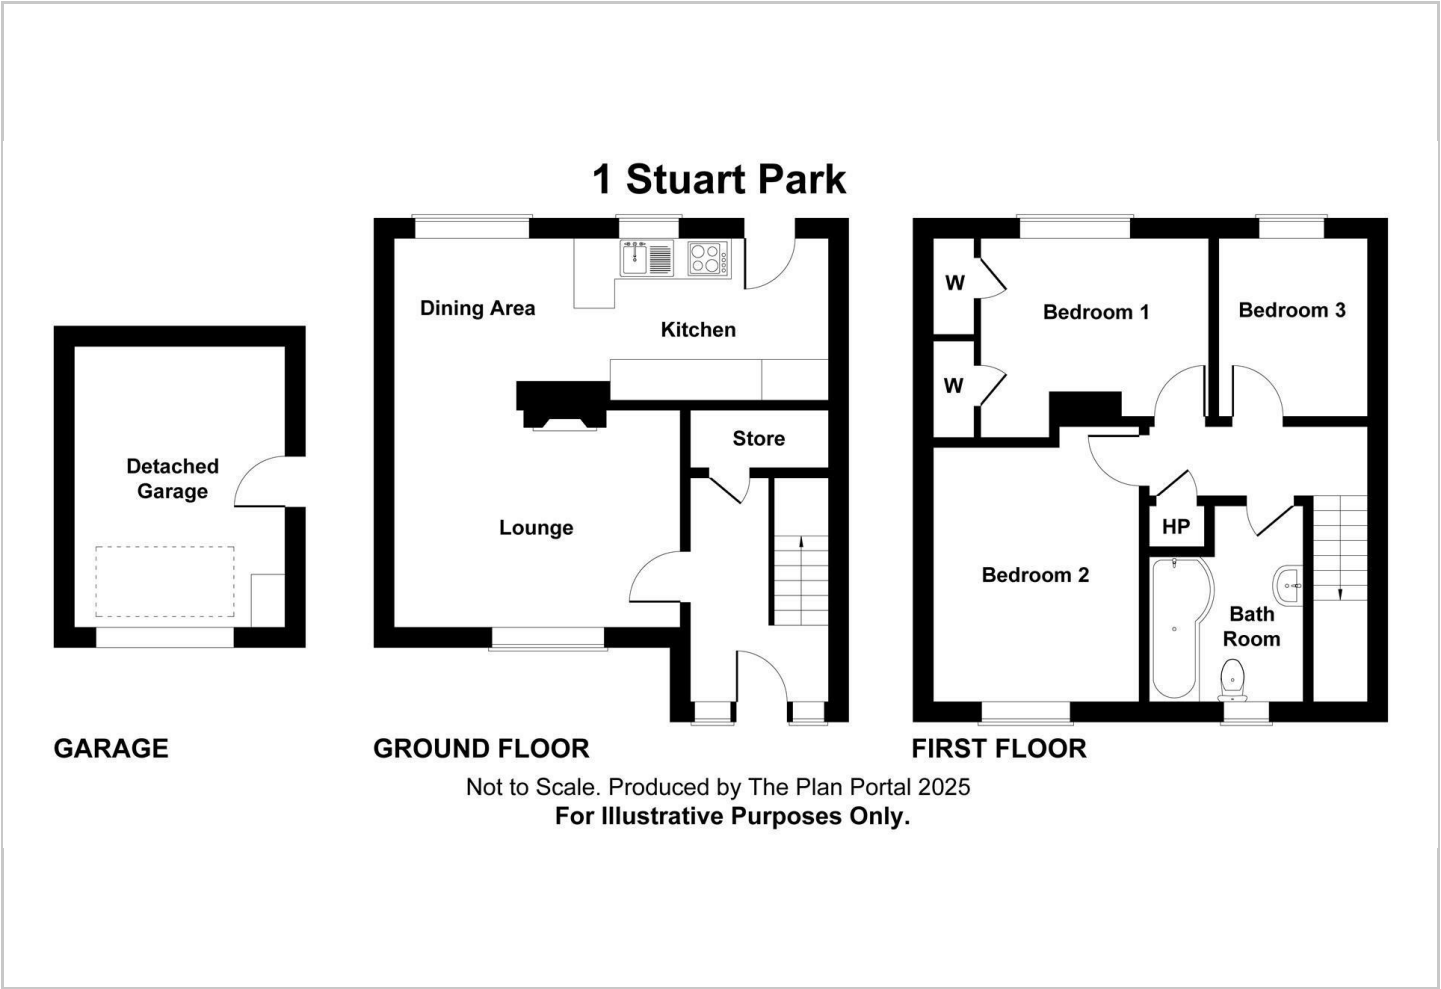 1 Stuart Park
Dining Area
Kitchen
Store
Lounge
Detached
Garage
W
W
Bedroom 1
Bedroom 3
HP
Bedroom 2
Bath
Room
GARAGE
GROUND FLOOR
FIRST FLOOR
Not to Scale. Produced by The Plan Portal 2025
For Illustrative Purposes Only.